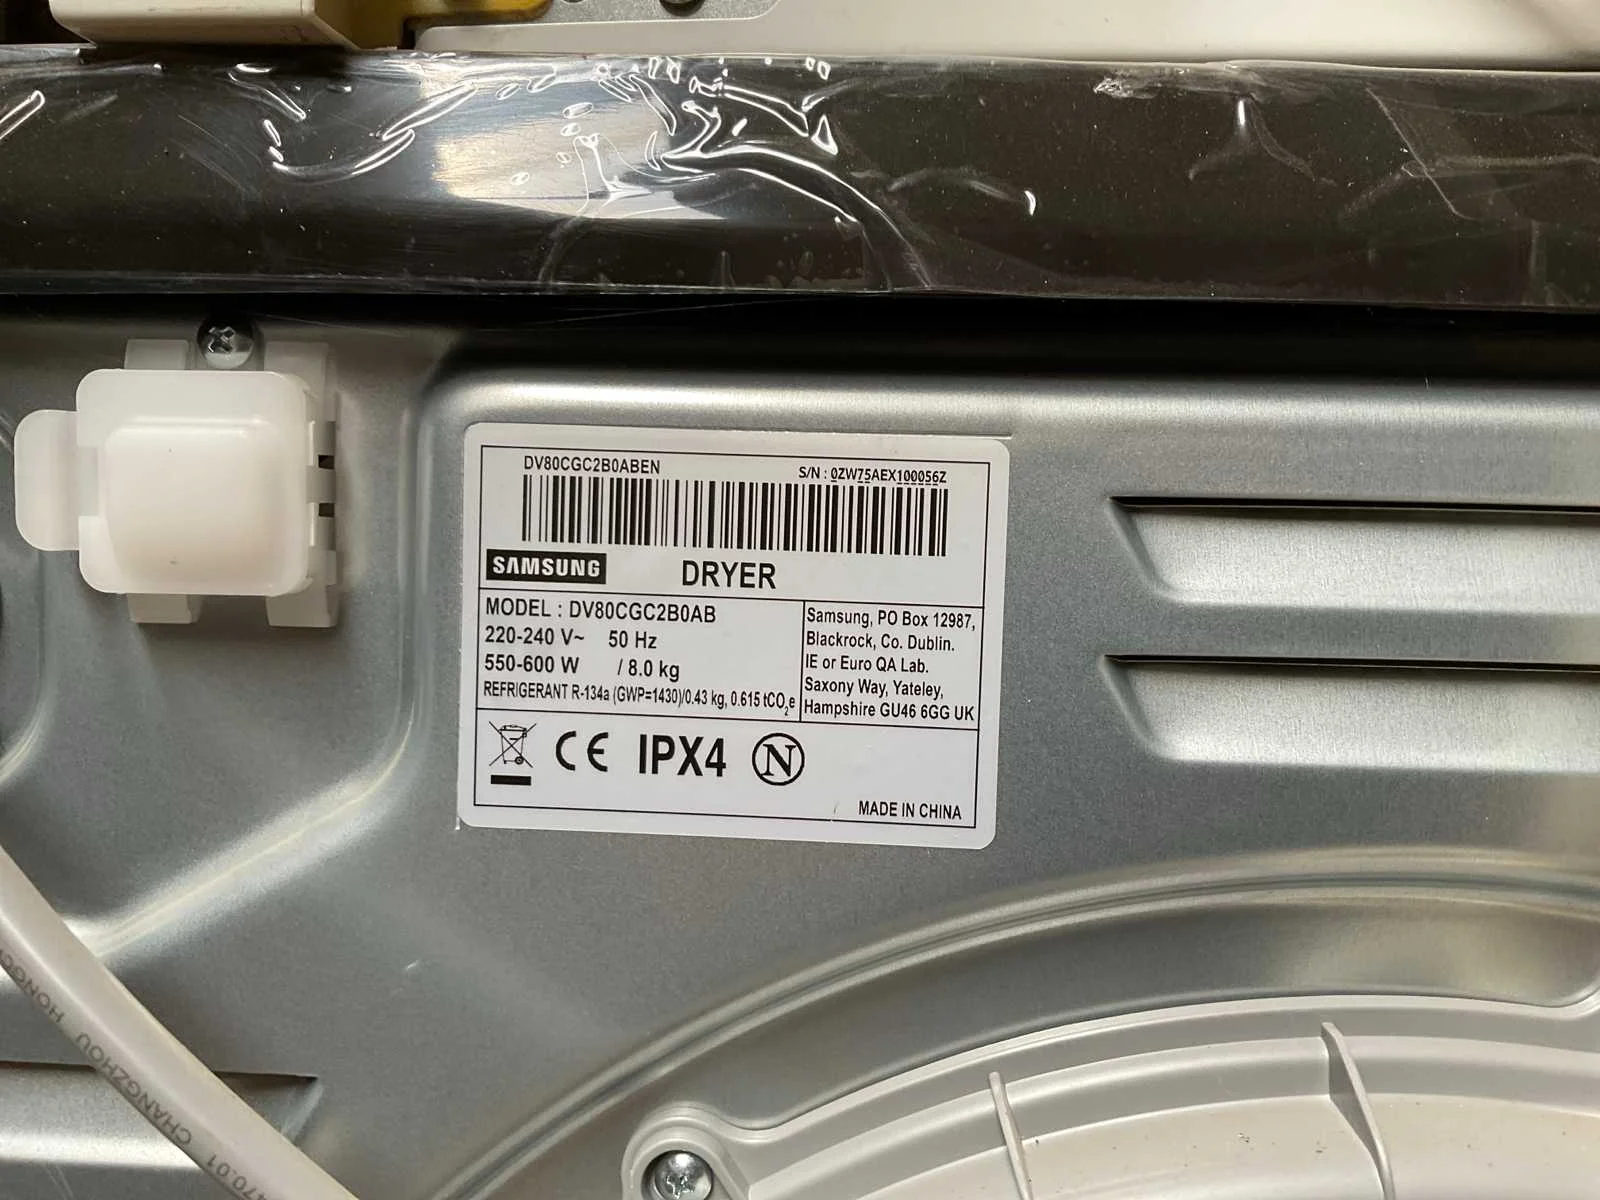 DV80CGC2B0ABEN
S/N : 0ZW75AEX100056Z
SAMSUNG
DRYER
MODEL : DV80CGC2B0AB
220-240 V~ 50 Hz
550-600 W / 8.0 kg
REFRIGERANT R-134a (GWP=1430)/0.43 kg, 0.615 tCO₂e
Samsung, PO Box 12987,
Blackrock, Co. Dublin.
IE or Euro QA Lab.
Saxony Way, Yateley,
Hampshire GU46 6GG UK
CE IPX4 N
MADE IN CHINA
CHANGZHOU